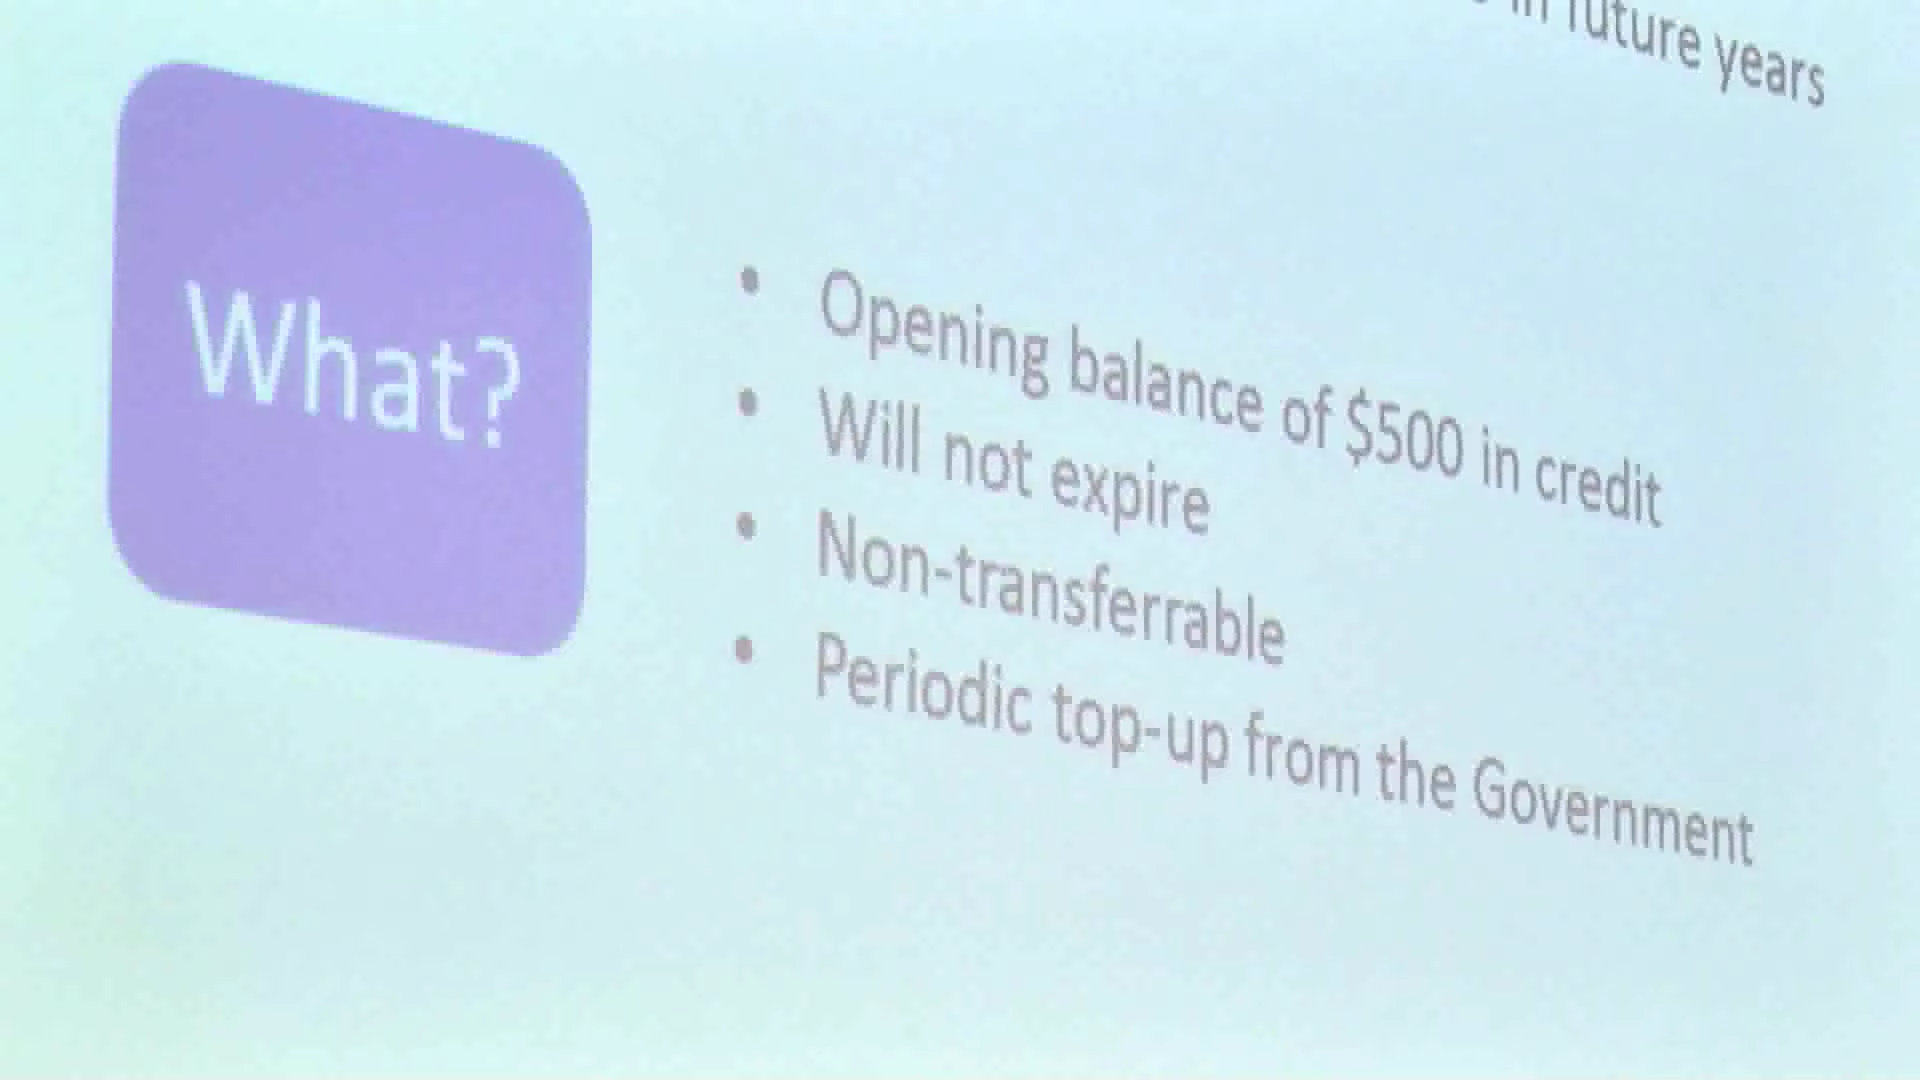 in future years
What?
• Opening balance of $500 in credit
• Will not expire
• Non-transferrable
• Periodic top-up from the Government